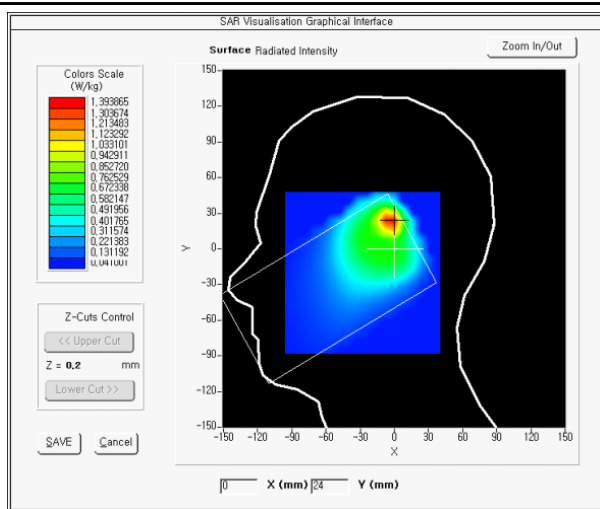 SAR Visualisation Graphical Interface
Surface Radiated Intensity
Zoom In/Out
Colors Scale
(W/kg)
1.393865
1.303674
1.213483
1.123292
1.033101
0.942911
0.852720
0.762529
0.672338
0.582147
0.491956
0.401765
0.311574
0.221383
0.131192
0.041001
Z-Cuts Control
<< Upper Cut
Z = 0.2 mm
Lower Cut >>
SAVE Cancel
150
120
90
60
30
0
-30
-60
-90
-120
-150
Y
-150 -120 -90 -60 -30 0 30 60 90 120 150
X
0 X (mm) 24 Y (mm)